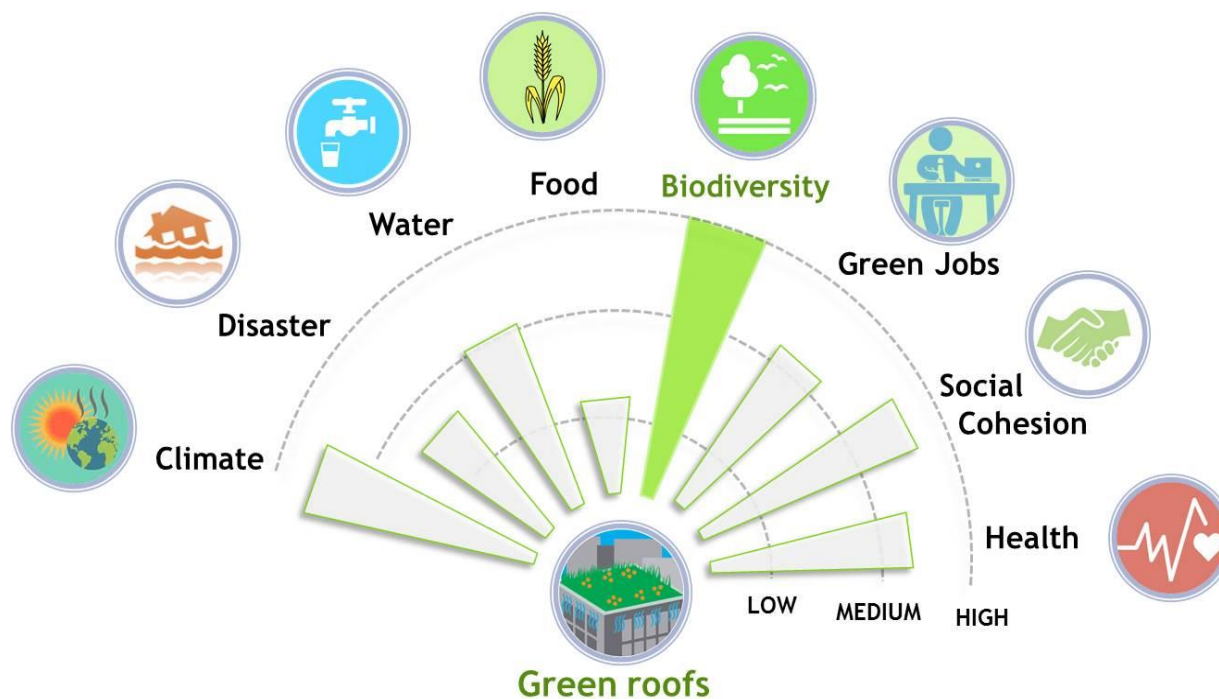 Food
Biodiversity
Water
Green Jobs
Disaster
Social
Cohesion
Climate
Health
LOW
MEDIUM
HIGH
Green roofs